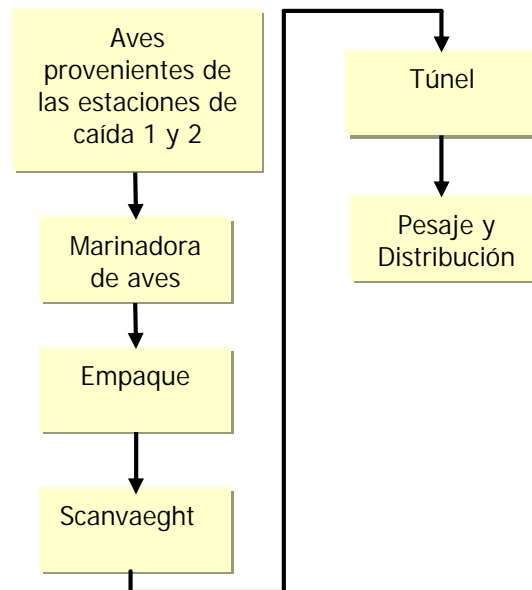 Aves
provenientes de
las estaciones de
caída 1 y 2
Marinadora
de aves
Empaque
Scanvaeght
Túnel
Pesaje y
Distribución